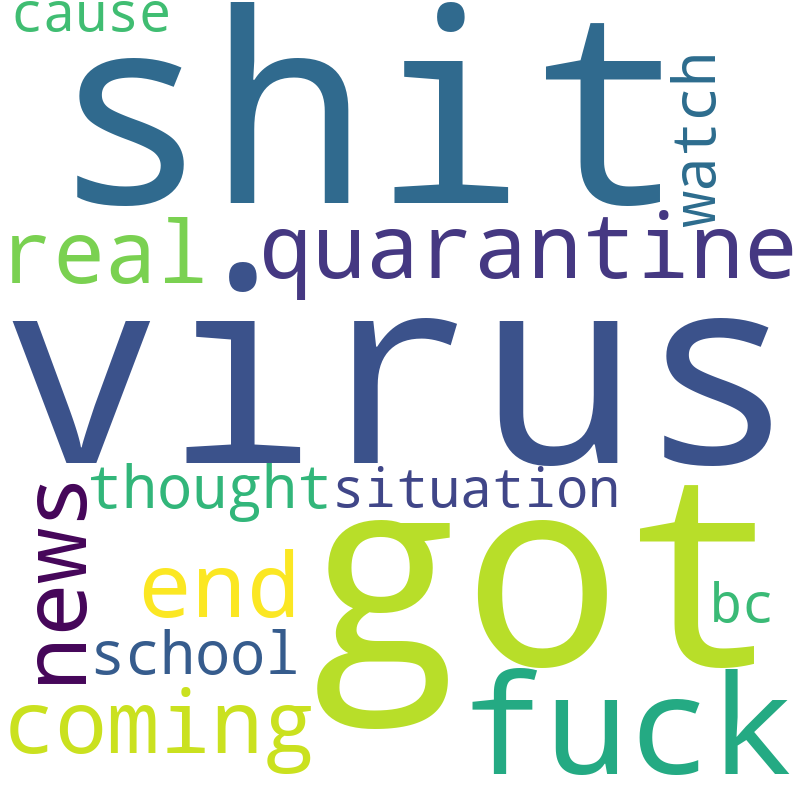 cause
shit
watch
real
quarantine
virus
thought
situation
news
got
end
bc
school
fuck
coming